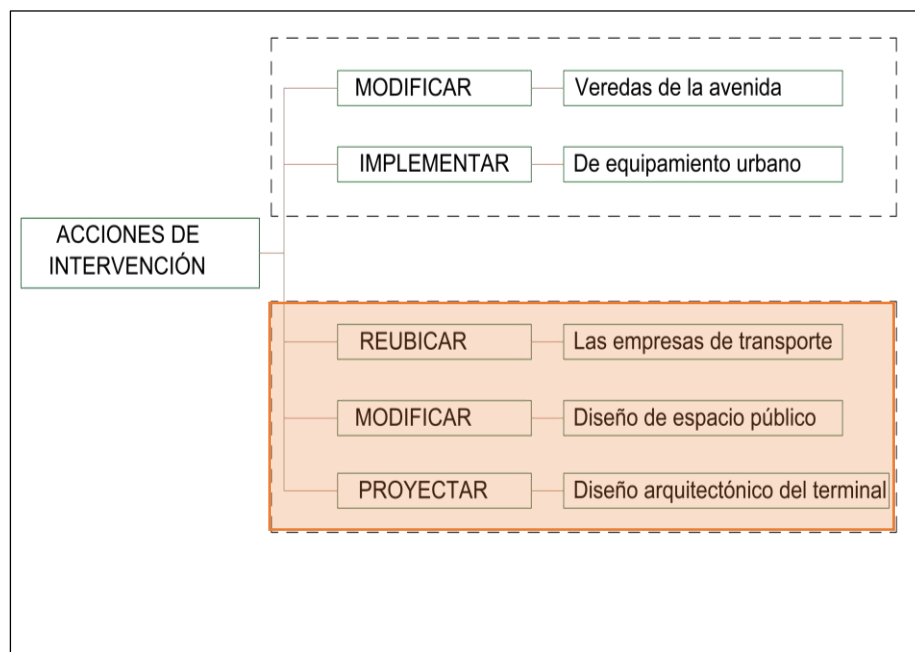 MODIFICAR
Veredas de la avenida
IMPLEMENTAR
De equipamiento urbano
ACCIONES DE
INTERVENCIÓN
REUBICAR
Las empresas de transporte
MODIFICAR
Diseño de espacio público
PROYECTAR
Diseño arquitectónico del terminal